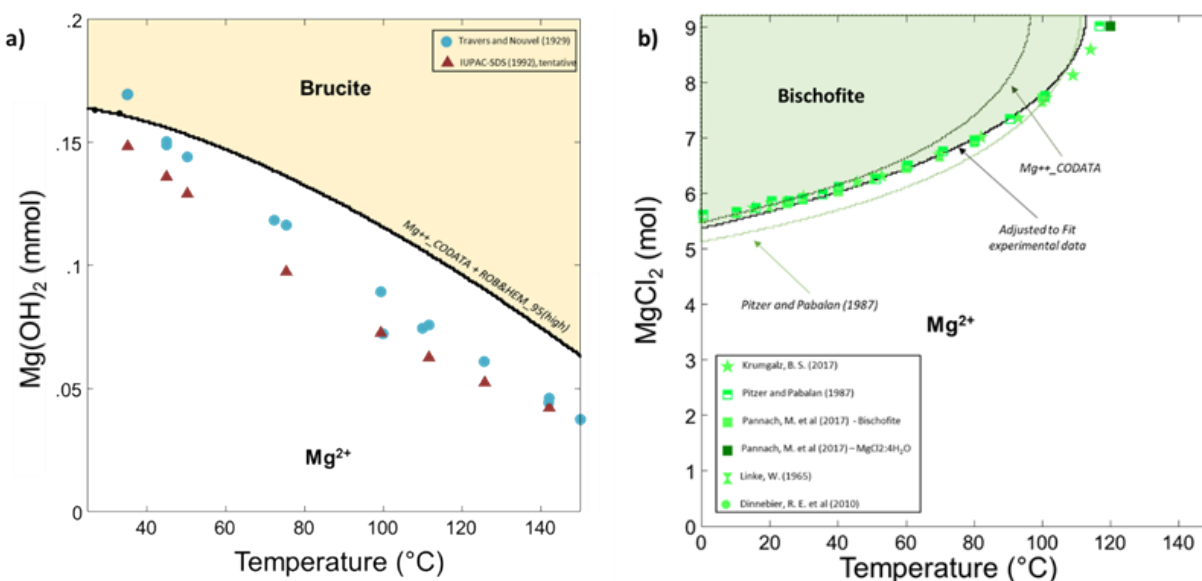 a)
.2
.15
.1
.05
0
Mg(OH)₂ (mmol)
40
60
80
100
120
140
Temperature (°C)
Travers and Nouvel (1929)
IUPAC-SDS (1992), tentative
Brucite
Mg++_CODATA + ROB&HEM_95(high)
Mg²⁺
b)
9
8
7
6
5
4
3
2
1
0
MgCl₂ (mol)
0
20
40
60
80
100
120
140
Temperature (°C)
Bischofite
Mg++_CODATA
Adjusted to Fit
experimental data
Pitzer and Pabalan (1987)
Mg²⁺
Krumgalz, B. S. (2017)
Pitzer and Pabalan (1987)
Pannach, M. et al (2017) - Bischofite
Pannach, M. et al (2017) – MgCl2:4H₂O
Linke, W. (1965)
Dinnebier, R. E. et al (2010)